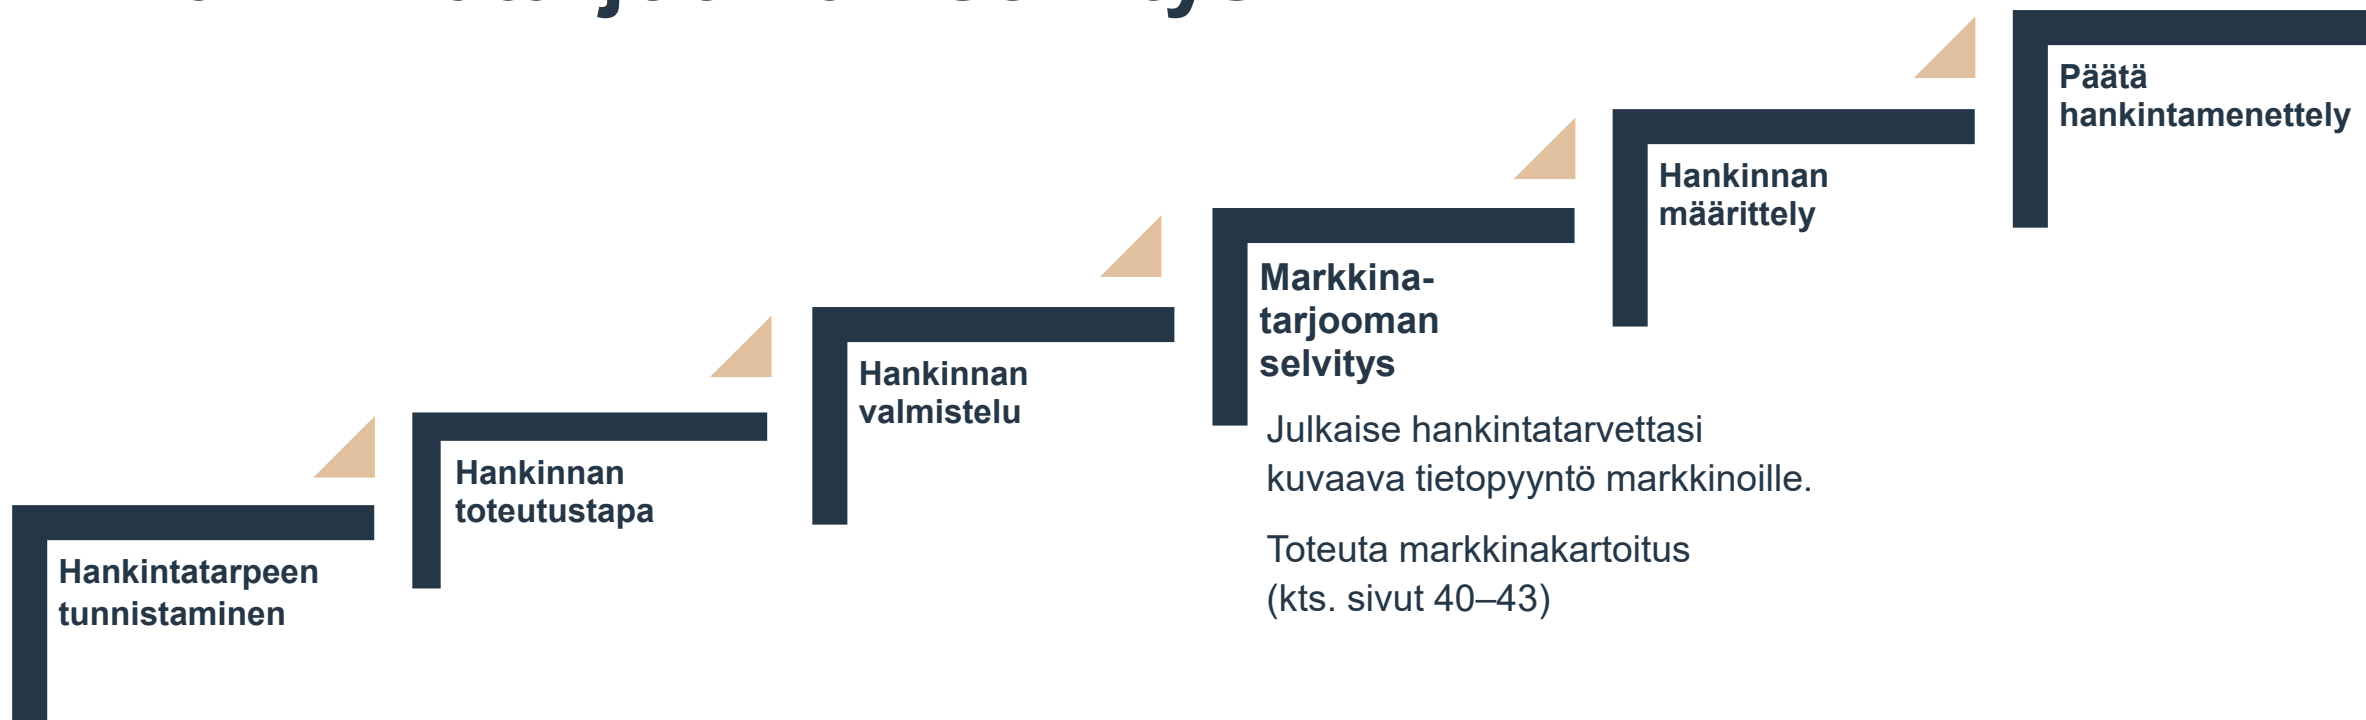 Päätä
hankintamenettely
Hankinnan
määrittely
Markkina-
tarjooman
selvitys
Julkaise hankintatarvettasi
kuvaava tietopyyntö markkinoille.
Toteuta markkinakartoitus
(kts. sivut 40–43)
Hankinnan
valmistelu
Hankinnan
toteutustapa
Hankintatarpeen
tunnistaminen